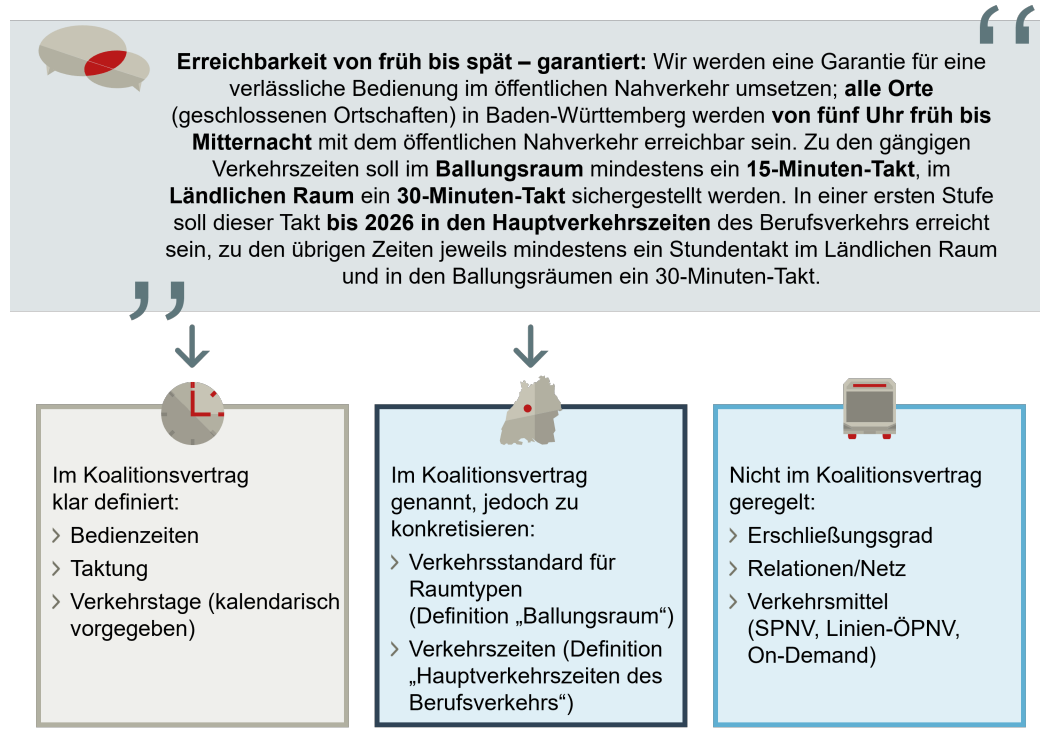 Erreichbarkeit von früh bis spät – garantiert: Wir werden eine Garantie für eine
verlässliche Bedienung im öffentlichen Nahverkehr umsetzen; alle Orte
(geschlossenen Ortschaften) in Baden-Württemberg werden von fünf Uhr früh bis
Mitternacht mit dem öffentlichen Nahverkehr erreichbar sein. Zu den gängigen
Verkehrszeiten soll im Ballungsraum mindestens ein 15-Minuten-Takt, im
Ländlichen Raum ein 30-Minuten-Takt sichergestellt werden. In einer ersten Stufe
soll dieser Takt bis 2026 in den Hauptverkehrszeiten des Berufsverkehrs erreicht
sein, zu den übrigen Zeiten jeweils mindestens ein Stundentakt im Ländlichen Raum
und in den Ballungsräumen ein 30-Minuten-Takt.
Im Koalitionsvertrag
klar definiert:
Bedienzeiten
Taktung
Verkehrstage (kalendarisch
vorgegeben)
Im Koalitionsvertrag
genannt, jedoch zu
konkretisieren:
Verkehrsstandard für
Raumtypen
(Definition „Ballungsraum“)
Verkehrszeiten (Definition
„Hauptverkehrszeiten des
Berufsverkehrs“)
Nicht im Koalitionsvertrag
geregelt:
Erschließungsgrad
Relationen/Netz
Verkehrsmittel
(SPNV, Linien-ÖPNV,
On-Demand)